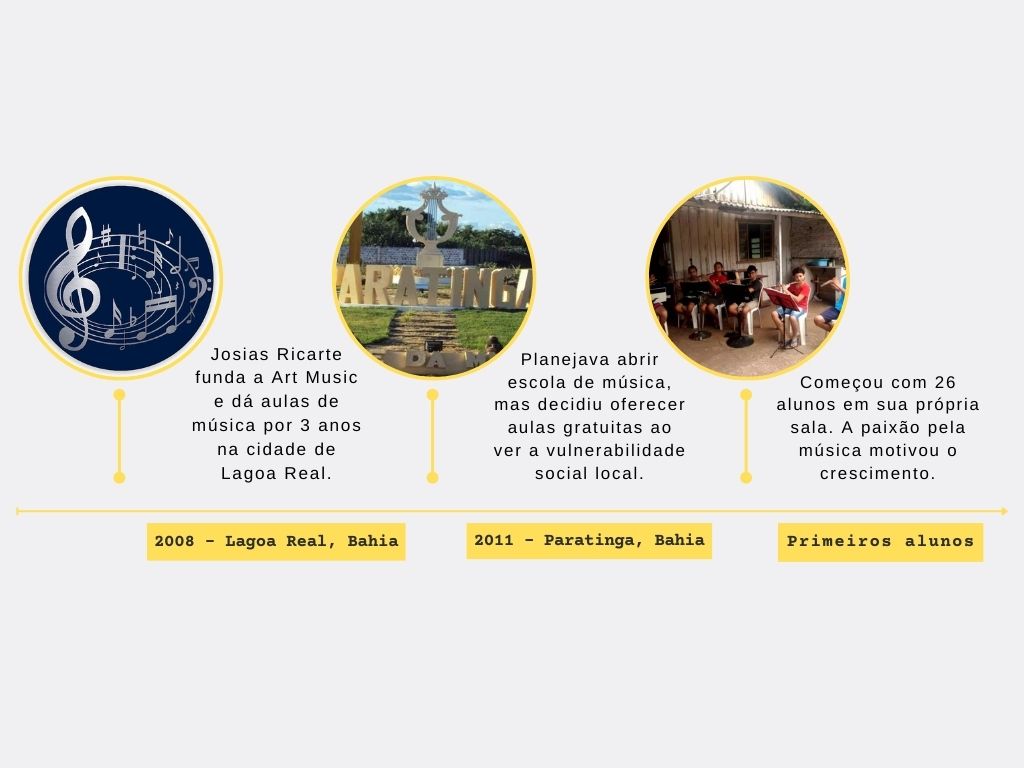 Josias Ricarte
funda a Art Music
e dá aulas de
música por 3 anos
na cidade de
Lagoa Real.
2008 - Lagoa Real, Bahia
ARATINGA
DA M
Planejava abrir
escola de música,
mas decidiu oferecer
aulas gratuitas ao
ver a vulnerabilidade
social local.
2011 - Paratinga, Bahia
Começou com 26
alunos em sua própria
sala. A paixão pela
música motivou o
crescimento.
Primeiros alunos